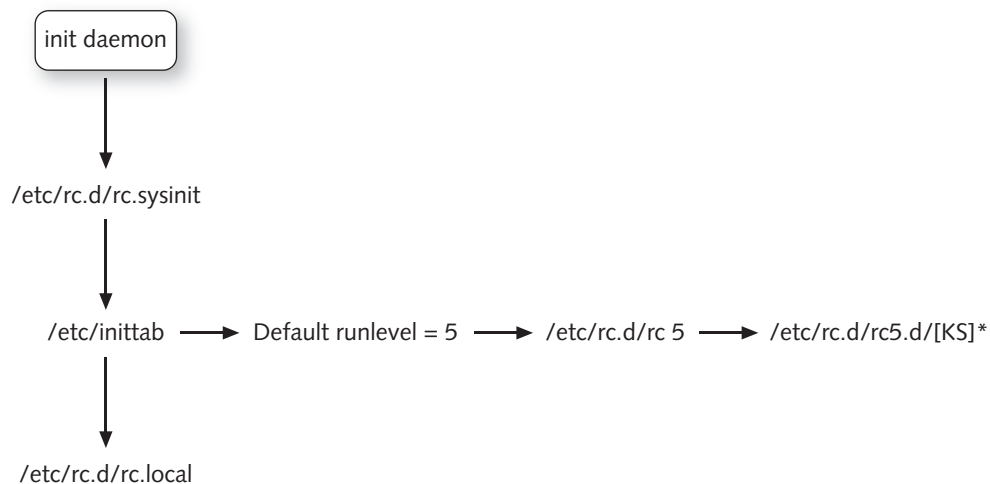 init daemon
/etc/rc.d/rc.sysinit
/etc/inittab
Default runlevel = 5
/etc/rc.d/rc 5
/etc/rc.d/rc5.d/[KS]*
/etc/rc.d/rc.local